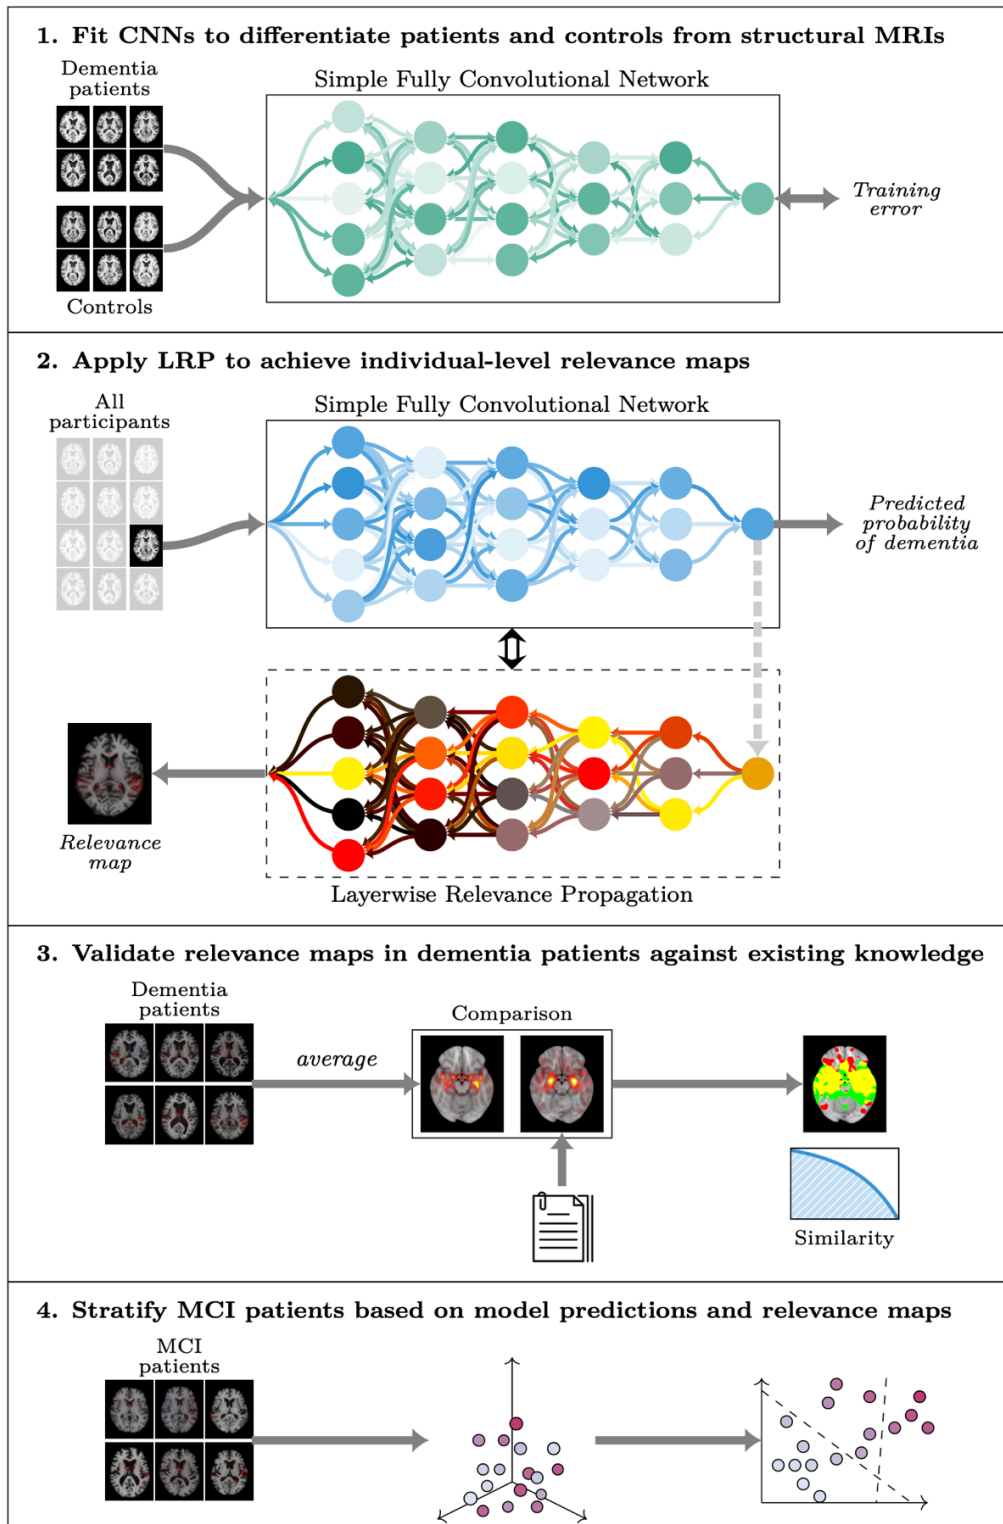 1. Fit CNNs to differentiate patients and controls from structural MRIs
Dementia
patients
Simple Fully Convolutional Network
Training
error
Controls
2. Apply LRP to achieve individual-level relevance maps
All
participants
Simple Fully Convolutional Network
Predicted
probability
of dementia
Relevance
map
Layerwise Relevance Propagation
3. Validate relevance maps in dementia patients against existing knowledge
Dementia
patients
average
Comparison
Similarity
4. Stratify MCI patients based on model predictions and relevance maps
MCI
patients